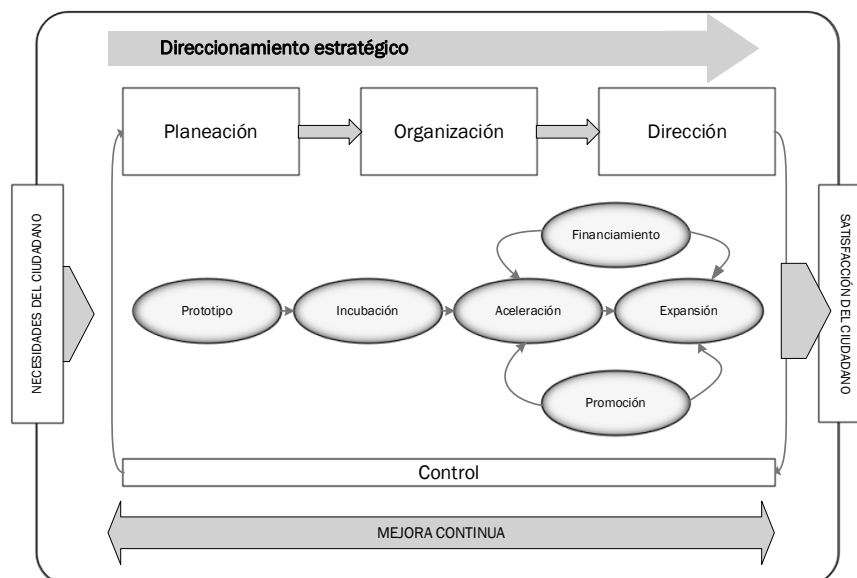 Direccionamiento estratégico
Planeación
Organización
Dirección
NECESIDADES DEL CIUDADANO
SATISFACCIÓN DEL CIUDADANO
Financiamiento
Prototipo
Incubación
Aceleración
Expansión
Promoción
Control
MEJORA CONTINUA